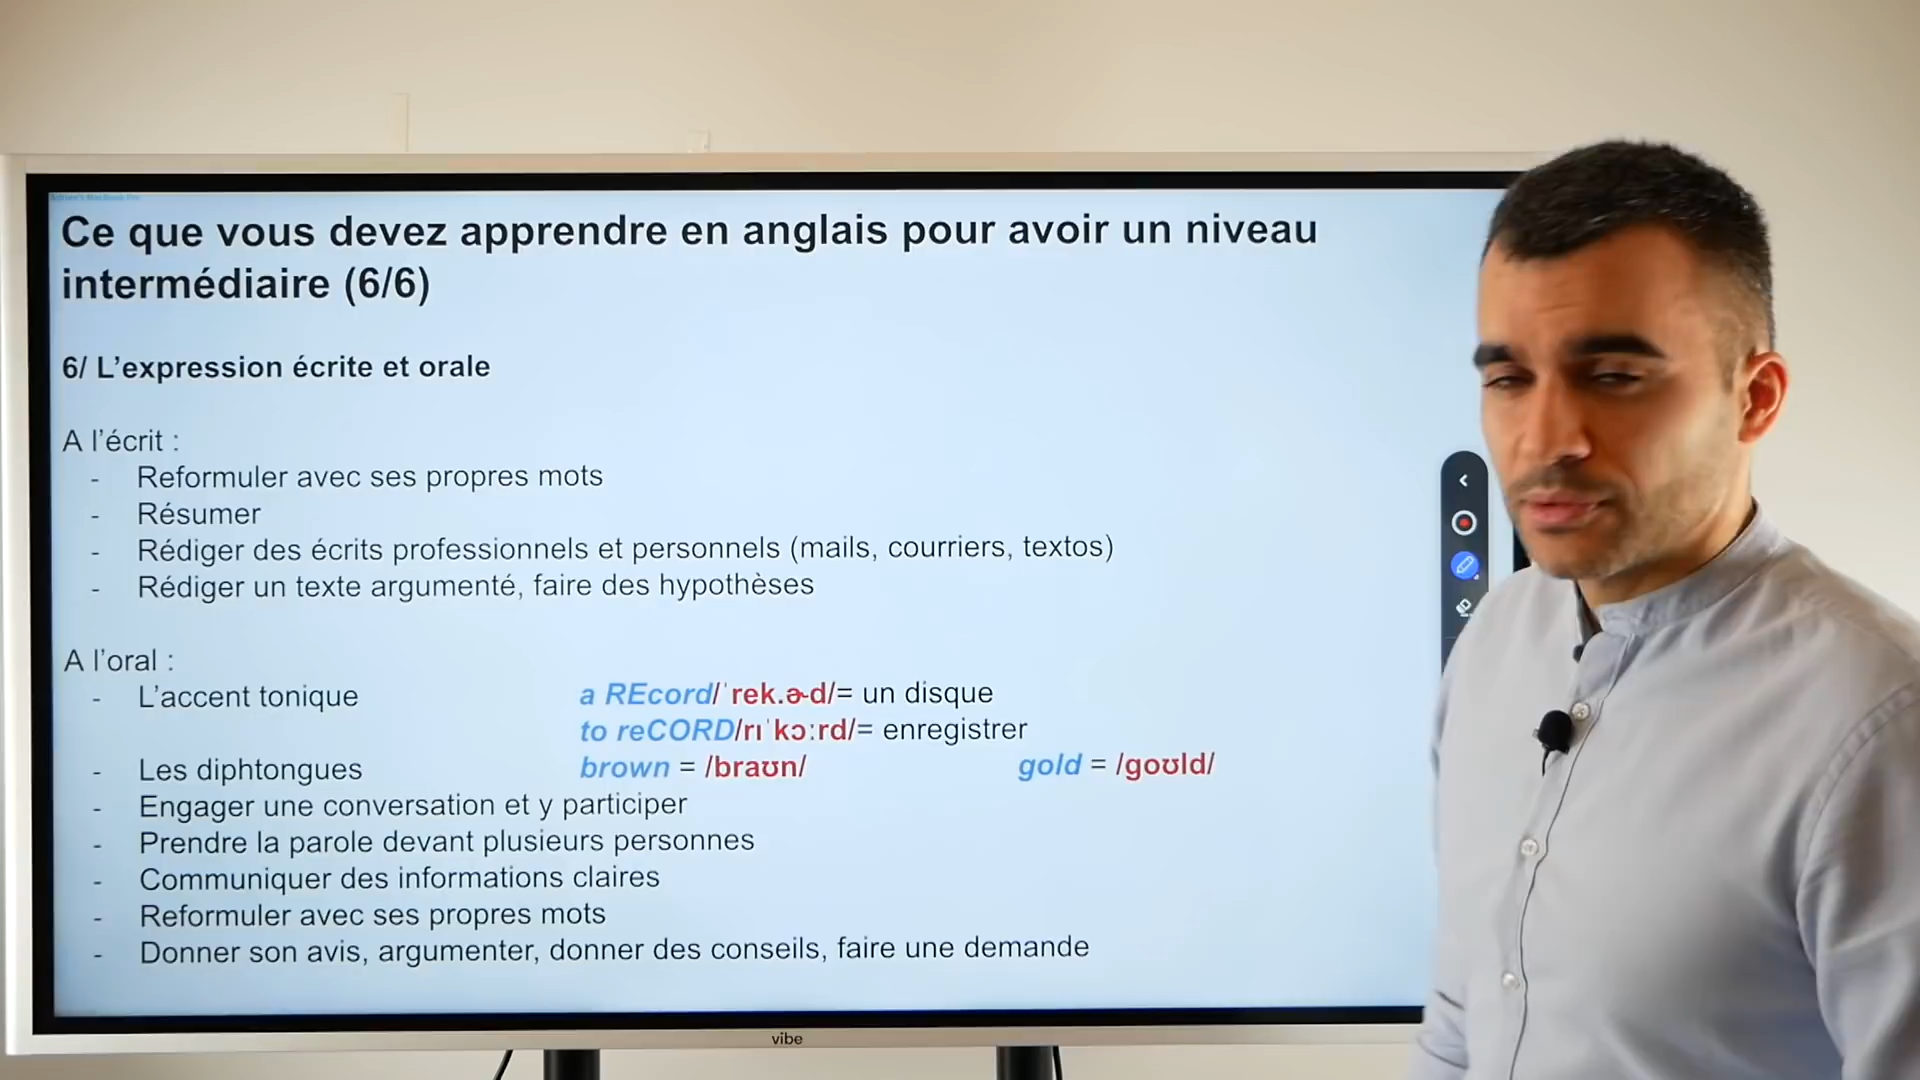 Adrien's MacBook Pro
Ce que vous devez apprendre en anglais pour avoir un niveau
intermédiaire (6/6)
6/ L'expression écrite et orale
A l'écrit :
- Reformuler avec ses propres mots
- Résumer
- Rédiger des écrits professionnels et personnels (mails, courriers, textos)
- Rédiger un texte argumenté, faire des hypothèses
A l'oral :
- L'accent tonique a REcord/ˈrek.ɚd/= un disque
to reCORD/rɪˈkɔːrd/= enregistrer
- Les diphtongues brown = /braʊn/ gold = /goʊld/
- Engager une conversation et y participer
- Prendre la parole devant plusieurs personnes
- Communiquer des informations claires
- Reformuler avec ses propres mots
- Donner son avis, argumenter, donner des conseils, faire une demande
vibe